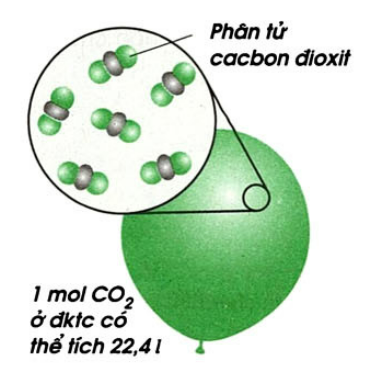 Phân tử
cacbon đioxit
1 mol CO₂
ở đktc có
thể tích 22,4 l